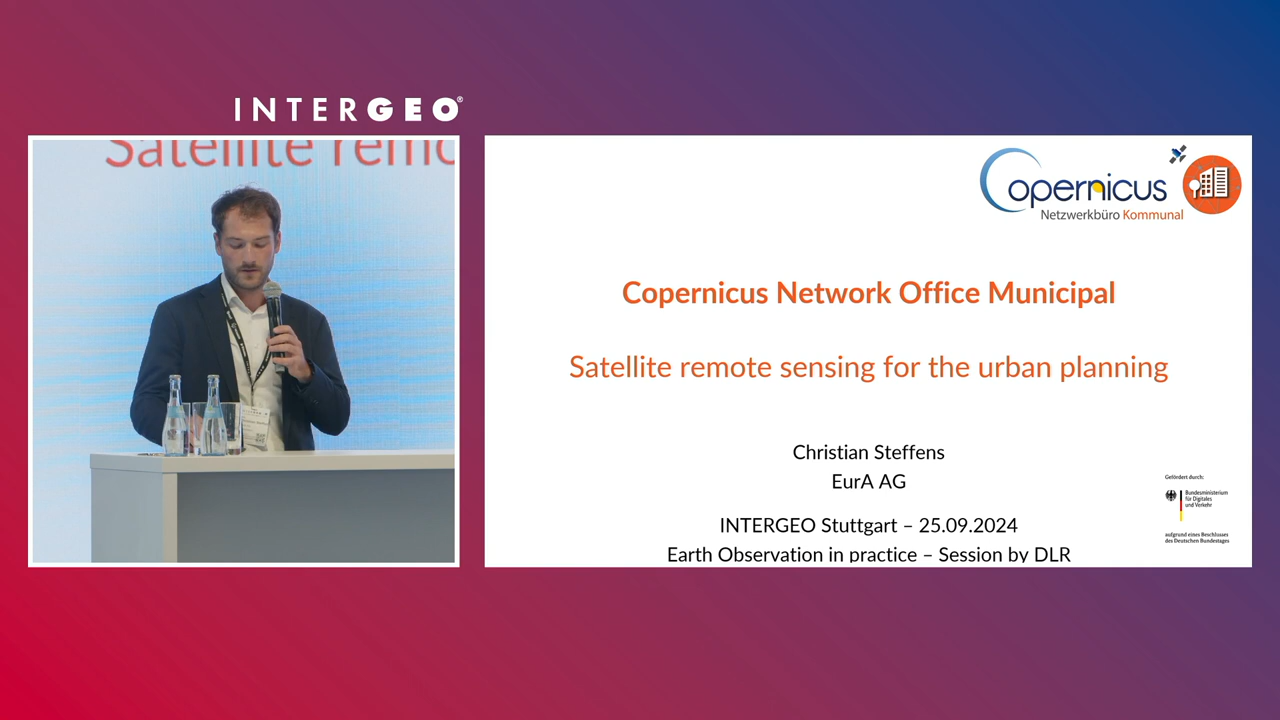 INTERGEO®
Satellite remo
Copernicus
Netzwerkbüro Kommunal
Copernicus Network Office Municipal
Satellite remote sensing for the urban planning
Christian Steffens
EurA AG
INTERGEO Stuttgart – 25.09.2024
Earth Observation in practice – Session by DLR
Gefördert durch:
Bundesministerium
für Digitales
und Verkehr
aufgrund eines Beschlusses
des Deutschen Bundestages